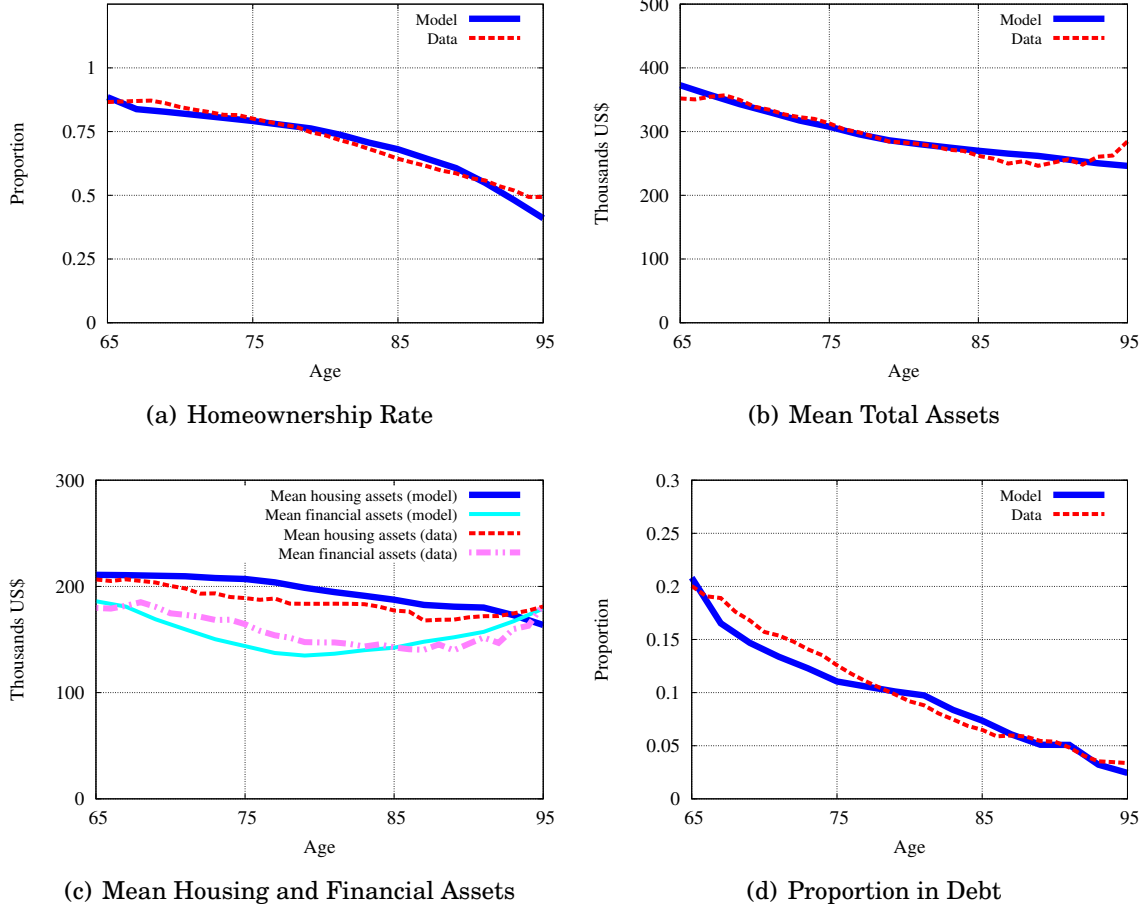 Model
Data
1
0.75
0.5
0.25
0
65
75
85
95
Proportion
Age
(a) Homeownership Rate
500
400
300
200
100
0
65
75
85
95
Thousands US$
Model
Data
Age
(b) Mean Total Assets
300
200
100
0
65
75
85
95
Thousands US$
Mean housing assets (model)
Mean financial assets (model)
Mean housing assets (data)
Mean financial assets (data)
Age
(c) Mean Housing and Financial Assets
0.3
0.25
0.2
0.15
0.1
0.05
0
65
75
85
95
Proportion
Model
Data
Age
(d) Proportion in Debt